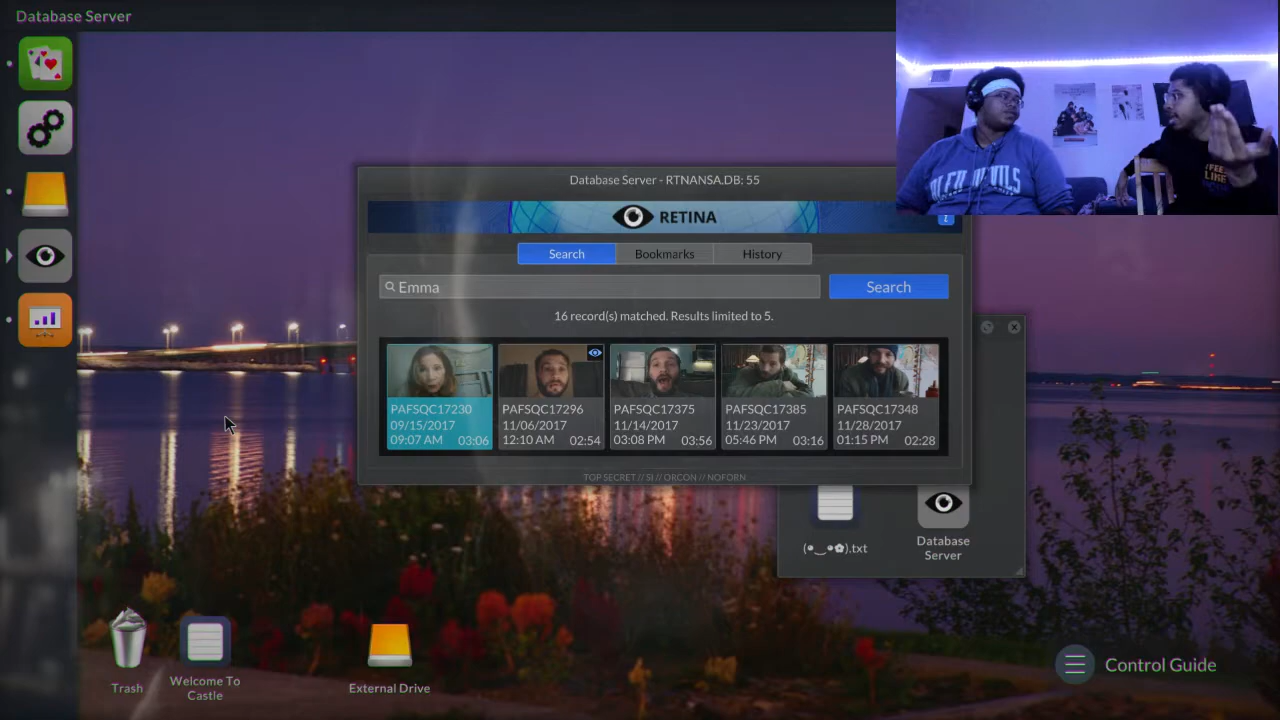 Database Server
Database Server - RTNANSA.DB: 55
RETINA
Search
Bookmarks
History
Emma
Search
16 record(s) matched. Results limited to 5.
PAFSQC17230
09/15/2017
09:07 AM 03:06
PAFSQC17296
11/06/2017
12:10 AM 02:54
PAFSQC17375
11/14/2017
03:08 PM 03:56
PAFSQC17385
11/23/2017
05:46 PM 03:16
PAFSQC17348
11/28/2017
01:15 PM 02:28
TOP SECRET // SI // ORCON // NOFORN
(◕‿◕✿).txt
Database
Server
Trash
Welcome To
Castle
External Drive
Control Guide
DEVILS
LIKE